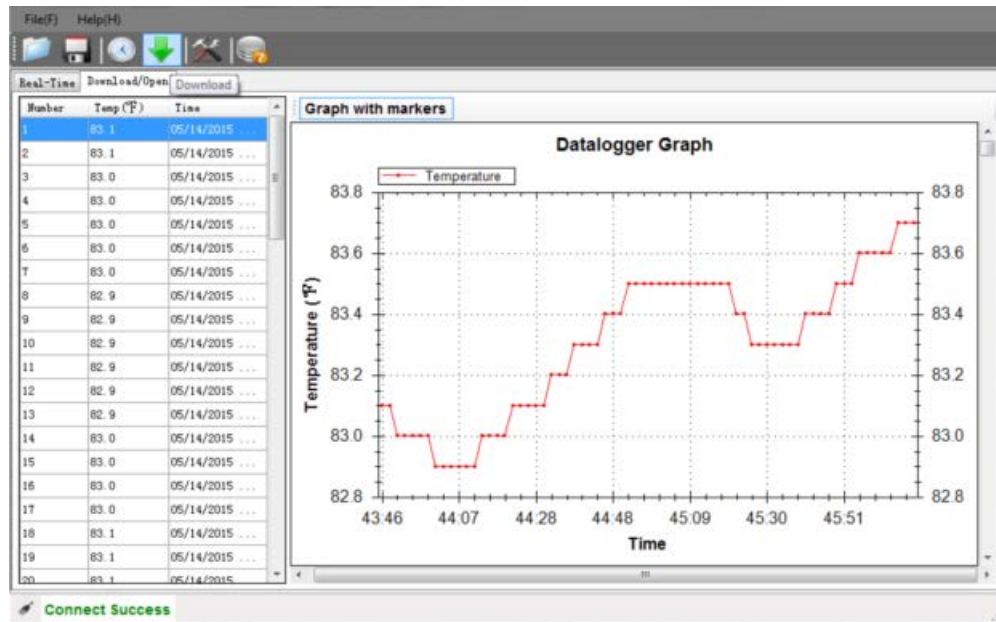 File(F) Help(H)
Real-Time Download/Open
Download
Number Temp(℉) Time
1 83.1 05/14/2015 ...
2 83.1 05/14/2015 ...
3 83.0 05/14/2015 ...
4 83.0 05/14/2015 ...
5 83.0 05/14/2015 ...
6 83.0 05/14/2015 ...
7 83.0 05/14/2015 ...
8 82.9 05/14/2015 ...
9 82.9 05/14/2015 ...
10 82.9 05/14/2015 ...
11 82.9 05/14/2015 ...
12 82.9 05/14/2015 ...
13 82.9 05/14/2015 ...
14 83.0 05/14/2015 ...
15 83.0 05/14/2015 ...
16 83.0 05/14/2015 ...
17 83.0 05/14/2015 ...
18 83.1 05/14/2015 ...
19 83.1 05/14/2015 ...
20 83.1 05/14/2015 ...
Graph with markers
Datalogger Graph
Temperature
83.8 83.8
83.6 83.6
83.4 83.4
83.2 83.2
83.0 83.0
82.8 82.8
Temperature (℉)
43:46 44:07 44:28 44:48 45:09 45:30 45:51
Time
Connect Success